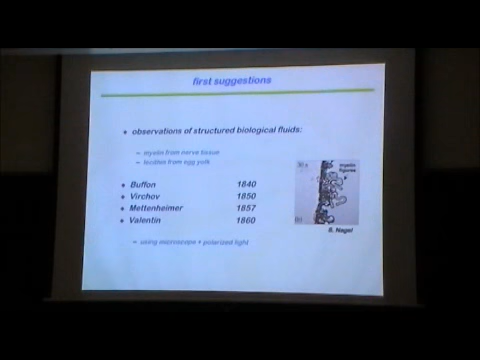 first suggestions
• observations of structured biological fluids:
– myelin from nerve tissue
– lecithin from egg yolk
• Buffon 1840
• Virchov 1850
• Mettenheimer 1857
• Valentin 1860
– using microscope + polarized light
myelin
figures
S. Nagel